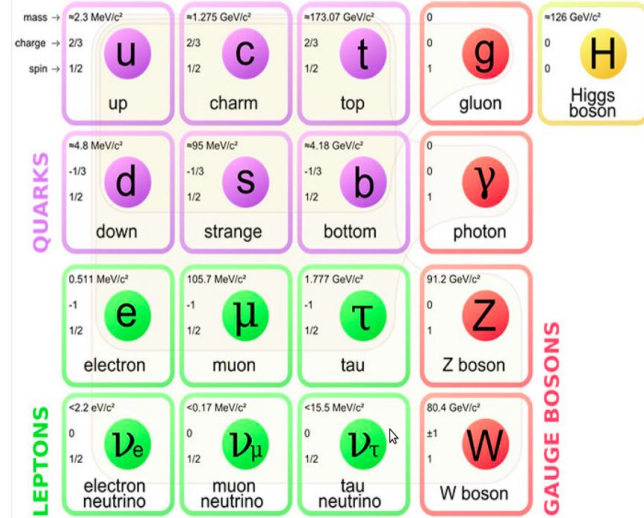 mass →
charge →
spin →
≈2.3 MeV/c²
2/3
1/2
u
up
≈1.275 GeV/c²
2/3
1/2
c
charm
≈173.07 GeV/c²
2/3
1/2
t
top
0
0
1
g
gluon
≈126 GeV/c²
0
0
H
Higgs
boson
QUARKS
≈4.8 MeV/c²
-1/3
1/2
d
down
≈95 MeV/c²
-1/3
1/2
s
strange
≈4.18 GeV/c²
-1/3
1/2
b
bottom
0
0
1
γ
photon
0.511 MeV/c²
-1
1/2
e
electron
105.7 MeV/c²
-1
1/2
μ
muon
1.777 GeV/c²
-1
1/2
τ
tau
91.2 GeV/c²
0
1
Z
Z boson
GAUGE BOSONS
LEPTONS
<2.2 eV/c²
0
1/2
νe
electron
neutrino
<0.17 MeV/c²
0
1/2
νμ
muon
neutrino
<15.5 MeV/c²
0
1/2
ντ
tau
neutrino
80.4 GeV/c²
±1
1
W
W boson